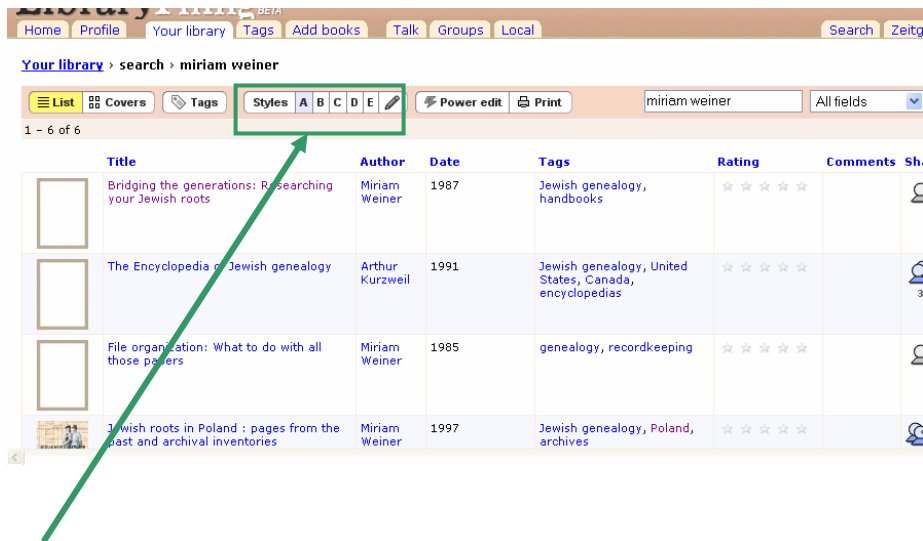 LibraryThing BETA
Home Profile Your library Tags Add books Talk Groups Local Search Zeitg
Your library › search › miriam weiner
List Covers Tags Styles A B C D E Power edit Print miriam weiner All fields
1 – 6 of 6
Title Author Date Tags Rating Comments Sha
Bridging the generations: Researching your Jewish roots
Miriam Weiner
1987
Jewish genealogy, handbooks
The Encyclopedia of Jewish genealogy
Arthur Kurzweil
1991
Jewish genealogy, United States, Canada, encyclopedias
3
File organization: What to do with all those papers
Miriam Weiner
1985
genealogy, recordkeeping
Jewish roots in Poland : pages from the past and archival inventories
Miriam Weiner
1997
Jewish genealogy, Poland, archives